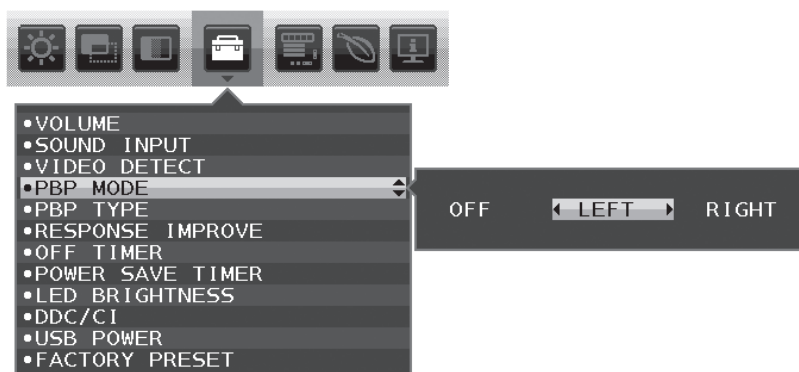 •VOLUME
•SOUND INPUT
•VIDEO DETECT
•PBP MODE
OFF LEFT RIGHT
•PBP TYPE
•RESPONSE IMPROVE
•OFF TIMER
•POWER SAVE TIMER
•LED BRIGHTNESS
•DDC/CI
•USB POWER
•FACTORY PRESET